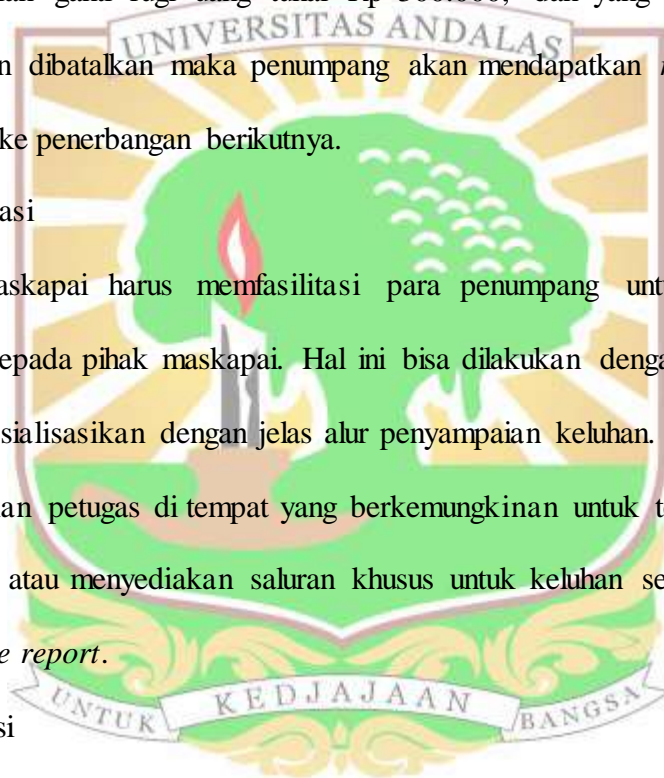 ganti rugi uang tunai Rp 300.000, dan yang
UNIVERSITAS ANDALAS
n dibatalkan maka penumpang akan mendapatkan
ke penerbangan berikutnya.
asi
askapai harus memfasilitasi para penumpang unt
epada pihak maskapai. Hal ini bisa dilakukan denga
sialisasikan dengan jelas alur penyampaian keluhan.
an petugas di tempat yang berkemungkinan untuk t
atau menyediakan saluran khusus untuk keluhan se
e report.
UNTUK KEDJAJAAN BANGSA
si